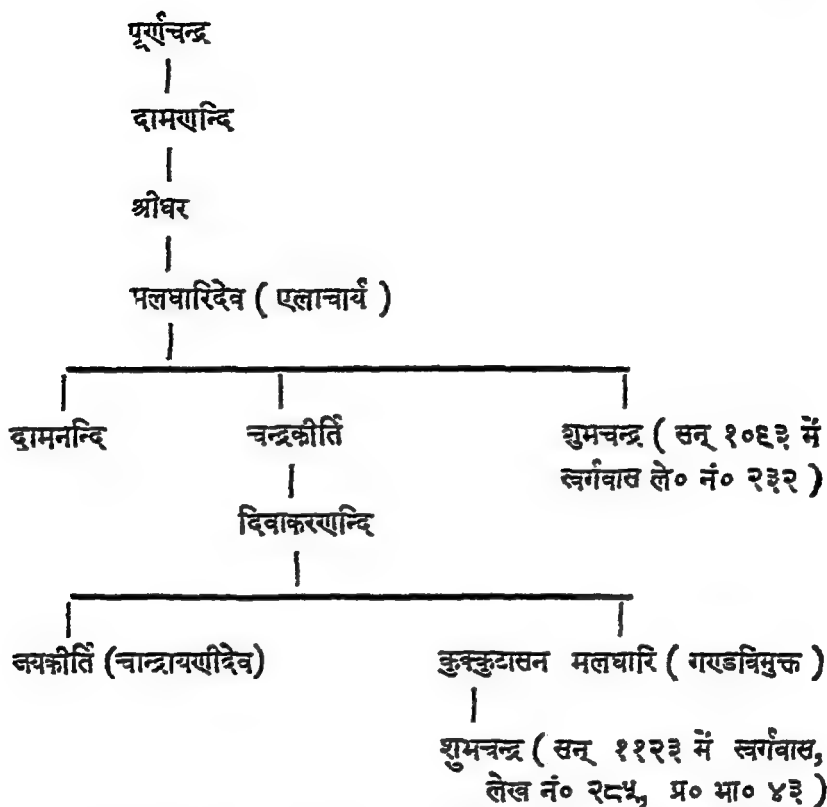 पूर्णचन्द्र
दामणन्दि
श्रीधर
मलधारिदेव ( एलाचार्य )
दामनन्दि चन्द्रकीर्ति शुभचन्द्र ( सन् १०९३ में
स्वर्गवास ले० नं० २३२ )
दिवाकरणन्दि
जयकीर्ति (चान्द्रायणीदेव) कुक्कुटासन मलधारि ( गण्डविमुक्त )
शुभचन्द्र ( सन् ११२३ में स्वर्गवास,
लेख नं० २८५, प्र० भा० ४३ )